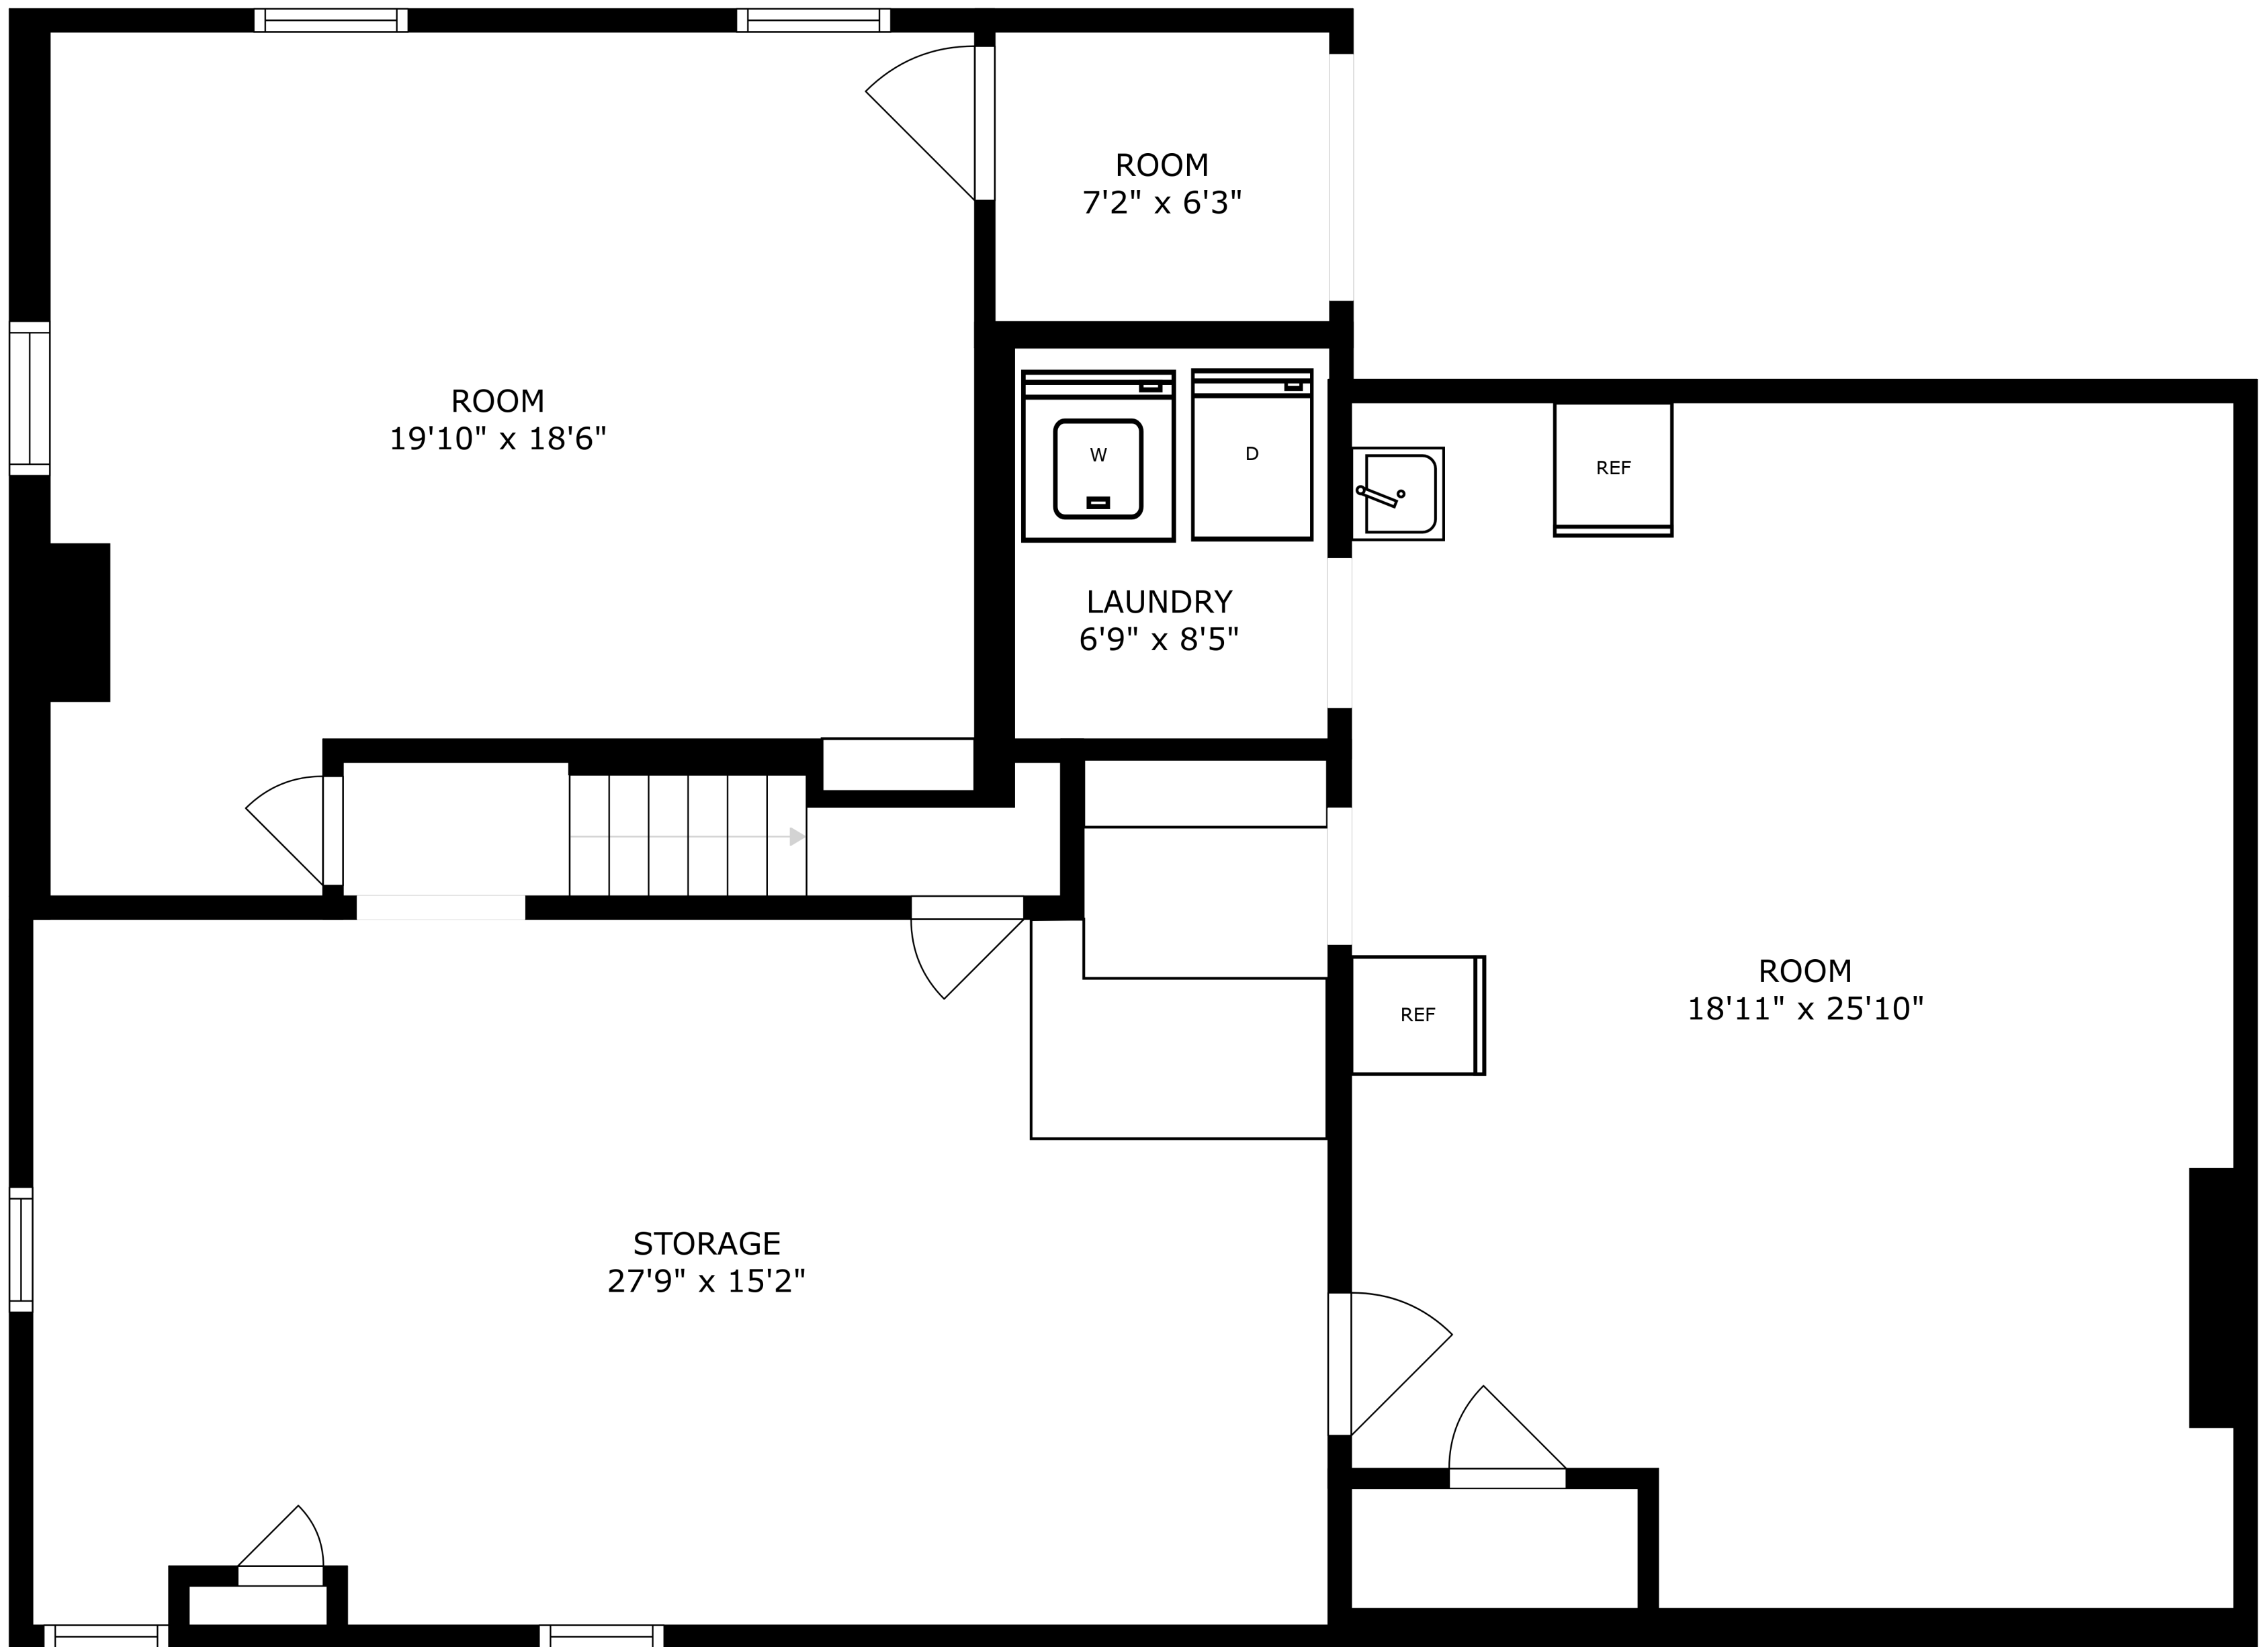 ROOM
7'2" x 6'3"
ROOM
19'10" x 18'6"
W
D
REF
LAUNDRY
6'9" x 8'5"
ROOM
18'11" x 25'10"
REF
STORAGE
27'9" x 15'2"